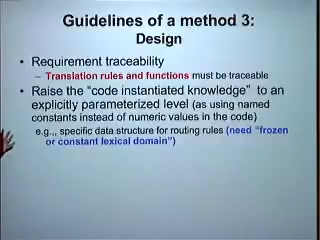 Guidelines of a method 3:
Design
• Requirement traceability
– Translation rules and functions must be traceable
• Raise the “code instantiated knowledge” to an
explicitly parameterized level (as using named
constants instead of numeric values in the code)
e.g.,, specific data structure for routing rules (need “frozen
or constant lexical domain”)